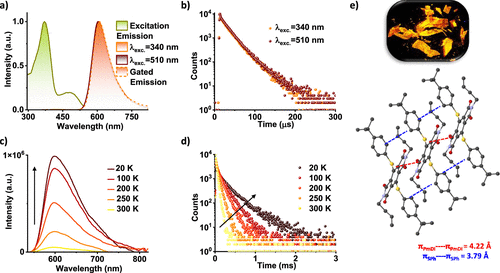 a)
Intensity (a.u.)
1.0
0.5
0.0
300 450 600 750
Wavelength (nm)
Excitation
Emission
λexc.=340 nm
λexc.=510 nm
Gated
Emission
b)
Counts
10⁴
10³
10²
10¹
10⁰
0 100 200 300
Time (μs)
λexc.=340 nm
λexc.=510 nm
c)
Intensity (a.u.)
1×10⁶
0
600 700 800
Wavelength (nm)
20 K
100 K
200 K
250 K
300 K
d)
Counts
10⁴
10³
10²
10¹
10⁰
0 1 2 3
Time (ms)
20 K
100 K
200 K
250 K
300 K
e)
πPmDI----πPmDI = 4.22 Å
πSPh----πSPh = 3.79 Å